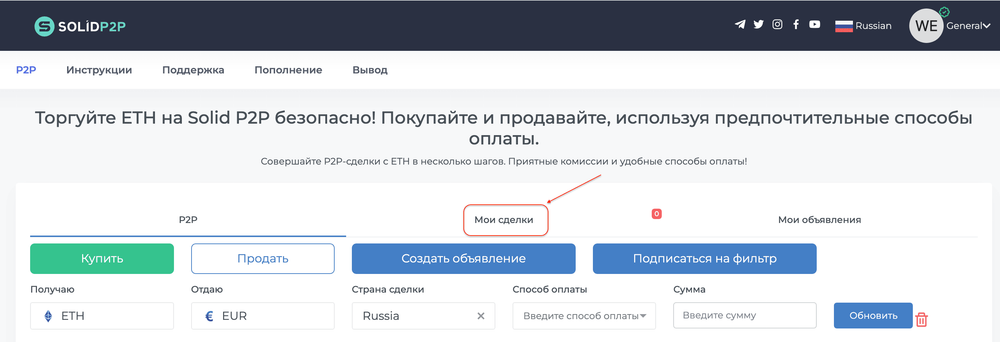 SOLiDP2P
Russian
WE
General
P2P Инструкции Поддержка Пополнение Вывод
Торгуйте ETH на Solid P2P безопасно! Покупайте и продавайте, используя предпочтительные способы
оплаты.
Совершайте P2P-сделки с ETH в несколько шагов. Приятные комиссии и удобные способы оплаты!
P2P Мои сделки 0 Мои объявления
Купить Продать Создать объявление Подписаться на фильтр
Получаю Отдаю Страна сделки Способ оплаты Сумма
ETH € EUR Russia × Введите способ оплаты Введите сумму Обновить